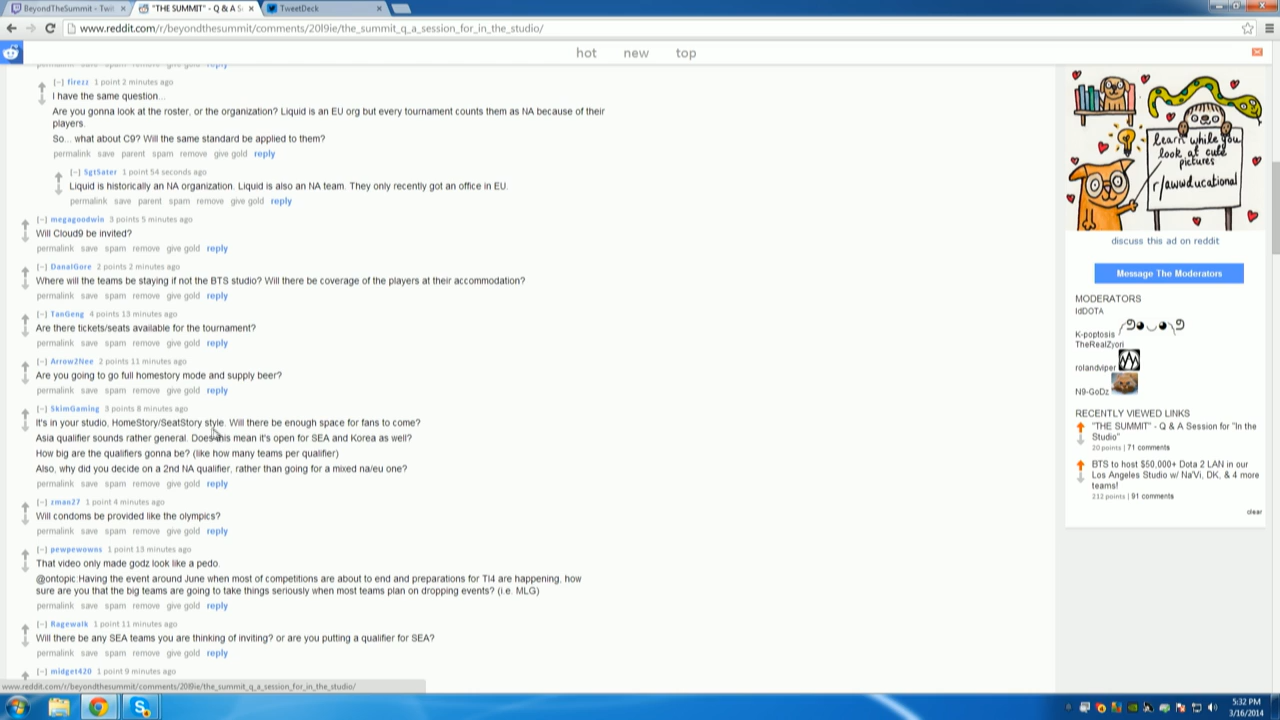 BeyondTheSummit - Twi
"THE SUMMIT" - Q & A S
TweetDeck
www.reddit.com/r/beyondthesummit/comments/20l9ie/the_summit_q_a_session_for_in_the_studio/
hot new top
permalink save spam remove give gold reply
[–] firezz 1 point 2 minutes ago
I have the same question...
Are you gonna look at the roster, or the organization? Liquid is an EU org but every tournament counts them as NA because of their
players.
So... what about C9? Will the same standard be applied to them?
permalink save parent spam remove give gold reply
[–] SgtSater 1 point 54 seconds ago
Liquid is historically an NA organization. Liquid is also an NA team. They only recently got an office in EU.
permalink save parent spam remove give gold reply
[–] megagoodwin 3 points 5 minutes ago
Will Cloud9 be invited?
permalink save spam remove give gold reply
[–] DanalGore 2 points 2 minutes ago
Where will the teams be staying if not the BTS studio? Will there be coverage of the players at their accommodation?
permalink save spam remove give gold reply
[–] TanGeng 4 points 13 minutes ago
Are there tickets/seats available for the tournament?
permalink save spam remove give gold reply
[–] Arrow2Nee 2 points 11 minutes ago
Are you going to go full homestory mode and supply beer?
permalink save spam remove give gold reply
[–] SkimGaming 3 points 8 minutes ago
It's in your studio, HomeStory/SeatStory style. Will there be enough space for fans to come?
Asia qualifier sounds rather general. Does this mean it's open for SEA and Korea as well?
How big are the qualifiers gonna be? (like how many teams per qualifier)
Also, why did you decide on a 2nd NA qualifier, rather than going for a mixed na/eu one?
permalink save spam remove give gold reply
[–] zman27 1 point 4 minutes ago
Will condoms be provided like the olympics?
permalink save spam remove give gold reply
[–] pewpewowns 1 point 13 minutes ago
That video only made godz look like a pedo.
@ontopic:Having the event around June when most of competitions are about to end and preparations for TI4 are happening, how
sure are you that the big teams are going to take things seriously when most teams plan on dropping events? (i.e. MLG)
permalink save spam remove give gold reply
[–] Ragewalk 1 point 11 minutes ago
Will there be any SEA teams you are thinking of inviting? or are you putting a qualifier for SEA?
permalink save spam remove give gold reply
[–] midget420 1 point 9 minutes ago
www.reddit.com/r/beyondthesummit/comments/20l9ie/the_summit_q_a_session_for_in_the_studio/
learn while you
look at cute
pictures
r/awwducational
discuss this ad on reddit
Message The Moderators
MODERATORS
ldDOTA
K-poptosis
TheRealZyori
rolandviper
N9-GoDz
RECENTLY VIEWED LINKS
"THE SUMMIT" - Q & A Session for "In the
Studio"
20 points | 71 comments
BTS to host $50,000+ Dota 2 LAN in our
Los Angeles Studio w/ Na'Vi, DK, & 4 more
teams!
212 points | 91 comments
clear
5:32 PM
3/16/2014